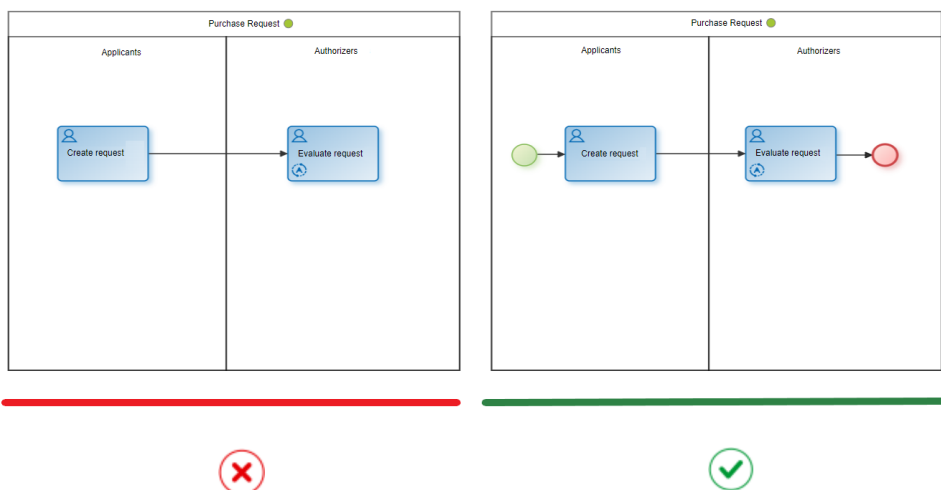 Purchase Request
Applicants
Authorizers
Create request
Evaluate request
Purchase Request
Applicants
Authorizers
Create request
Evaluate request